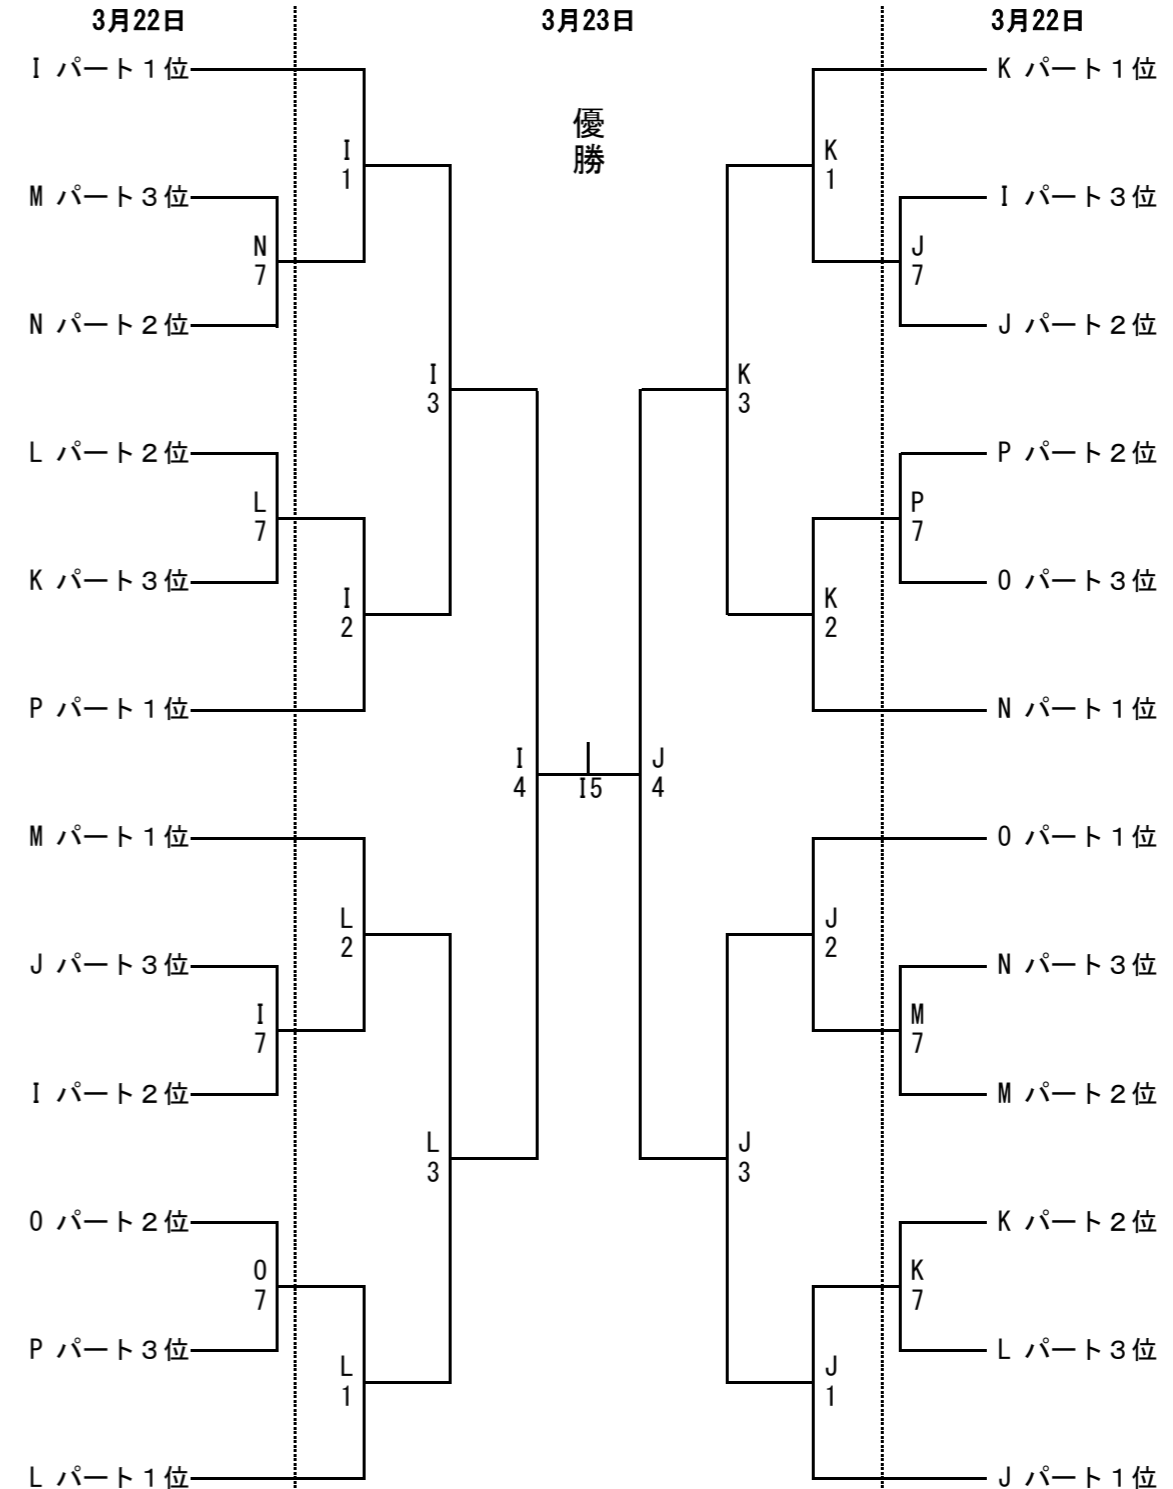 3月22日 3月23日 3月22日
I パート１位 K パート１位
優
勝
I
1
K
1
M パート３位 I パート３位
N
7
J
7
N パート２位 J パート２位
I
3
K
3
L パート２位 P パート２位
L
7
P
7
K パート３位 O パート３位
I
2
K
2
P パート１位 N パート１位
I
4
I5
J
4
M パート１位 O パート１位
L
2
J
2
J パート３位 N パート３位
I
7
M
7
I パート２位 M パート２位
L
3
J
3
O パート２位 K パート２位
O
7
K
7
P パート３位 L パート３位
L
1
J
1
L パート１位 J パート１位